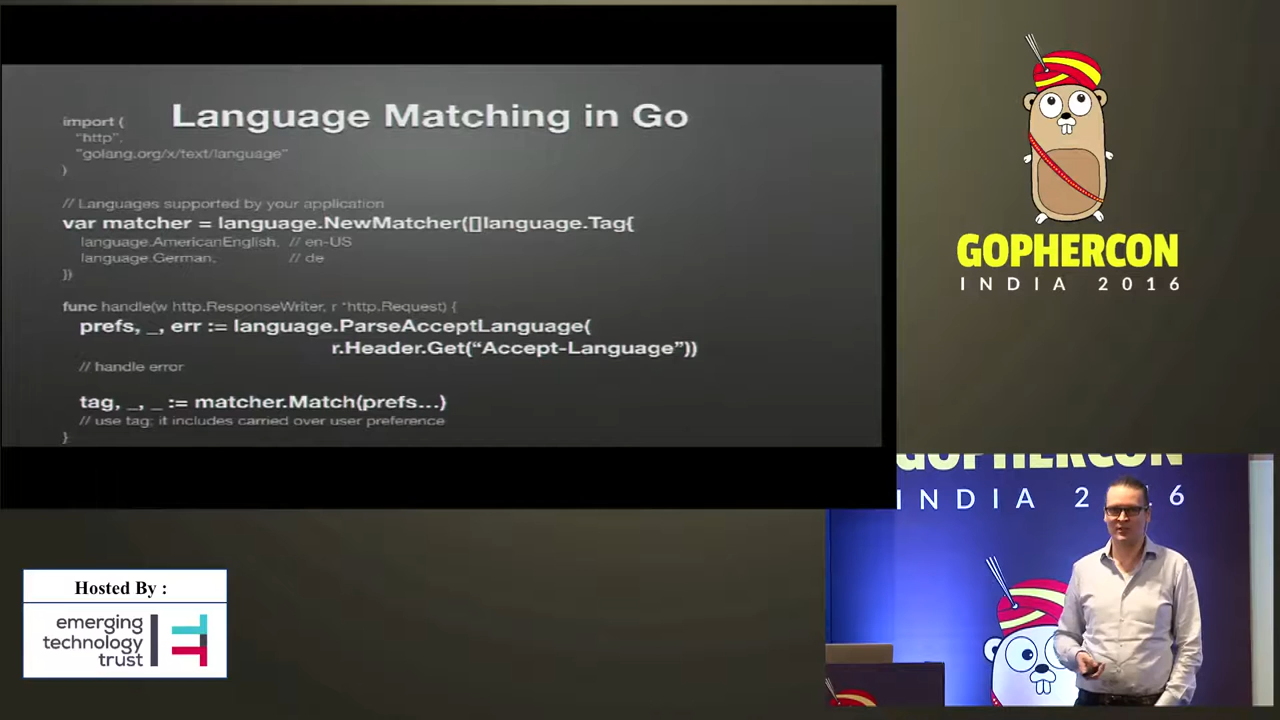 Language Matching in Go
import (
"http",
"golang.org/x/text/language"
)
// Languages supported by your application
var matcher = language.NewMatcher([]language.Tag{
language.AmericanEnglish, // en-US
language.German, // de
})
func handle(w http.ResponseWriter, r *http.Request) {
prefs, _, err := language.ParseAcceptLanguage(
r.Header.Get(“Accept-Language”))
// handle error
tag, _, _ := matcher.Match(prefs...)
// use tag; it includes carried over user preference
}
GOPHERCON
INDIA 2016
GOPHERCON
INDIA 2 16
Hosted By :
emerging
technology
trust